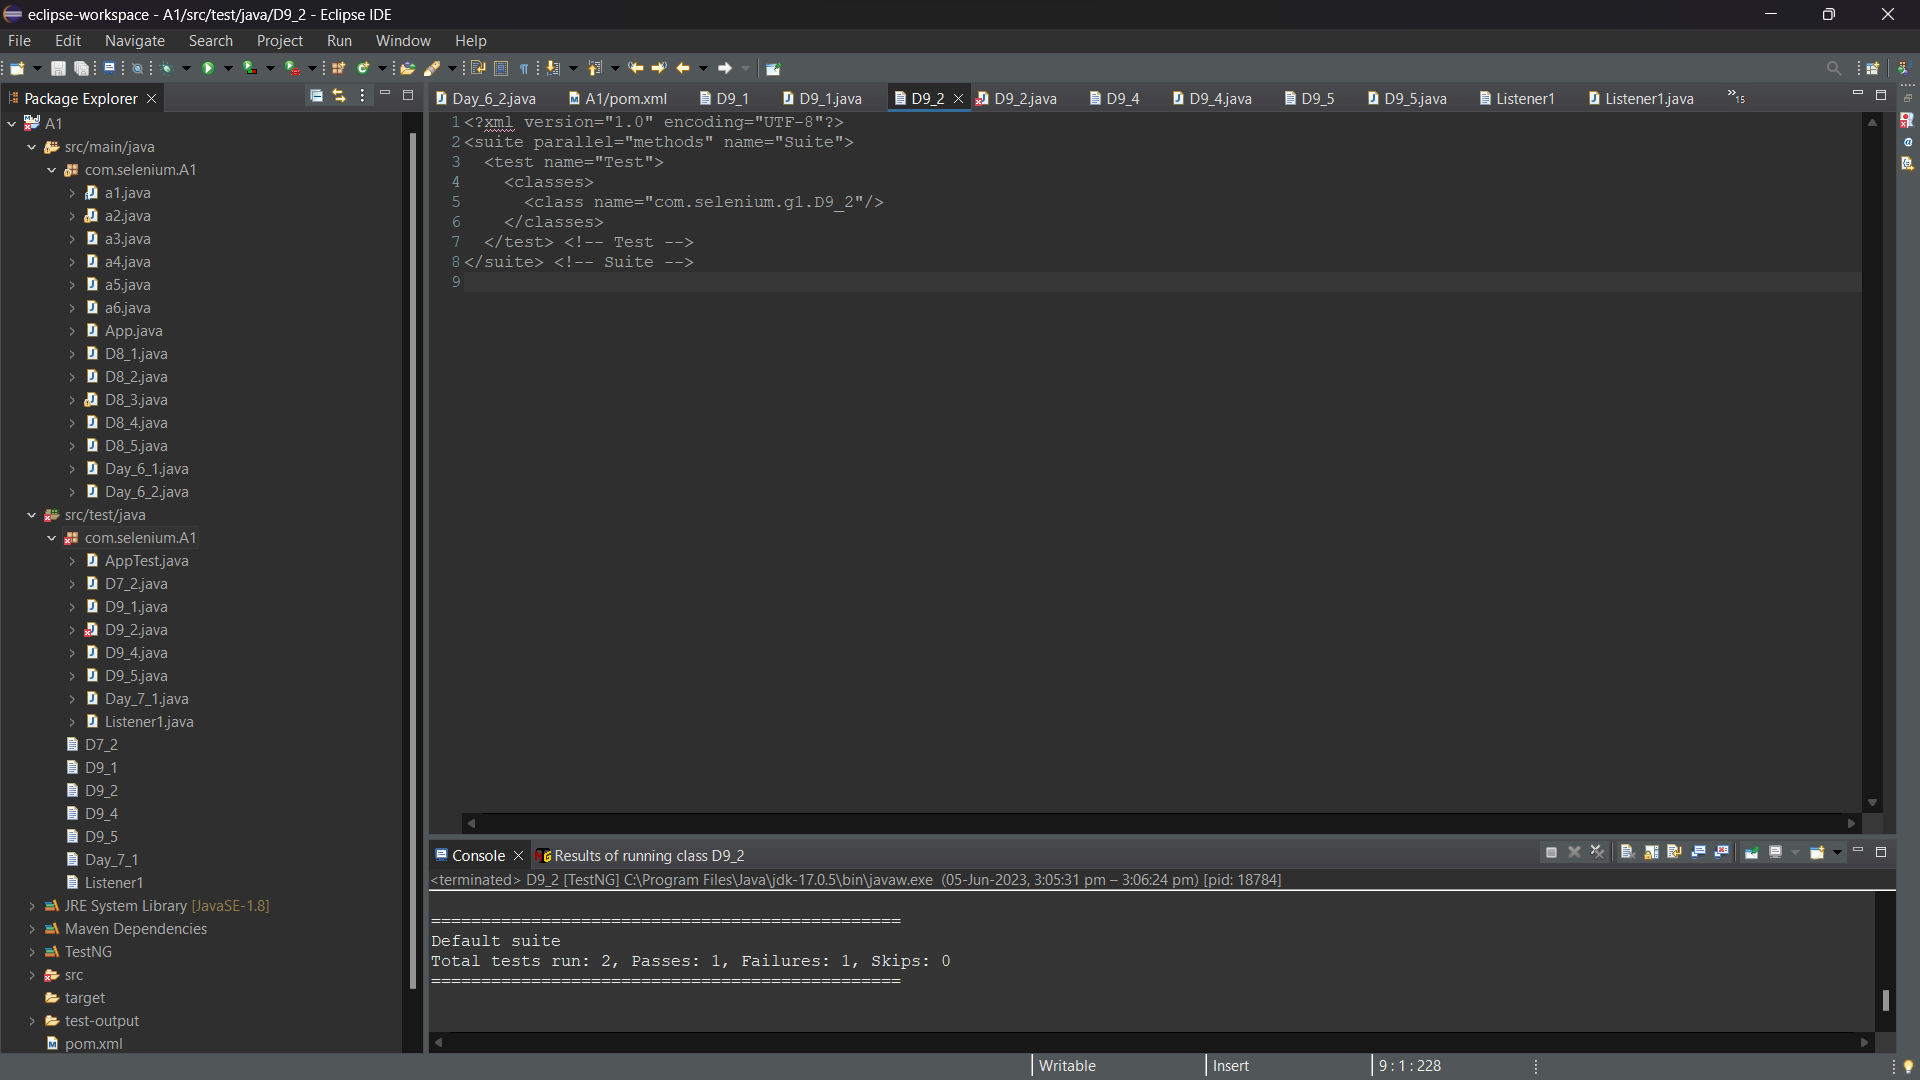 eclipse-workspace - A1/src/test/java/D9_2 - Eclipse IDE
File Edit Navigate Search Project Run Window Help
Package Explorer
A1
src/main/java
com.selenium.A1
a1.java
a2.java
a3.java
a4.java
a5.java
a6.java
App.java
D8_1.java
D8_2.java
D8_3.java
D8_4.java
D8_5.java
Day_6_1.java
Day_6_2.java
src/test/java
com.selenium.A1
AppTest.java
D7_2.java
D9_1.java
D9_2.java
D9_4.java
D9_5.java
Day_7_1.java
Listener1.java
D7_2
D9_1
D9_2
D9_4
D9_5
Day_7_1
Listener1
JRE System Library [JavaSE-1.8]
Maven Dependencies
TestNG
src
target
test-output
pom.xml
Day_6_2.java A1/pom.xml D9_1 D9_1.java D9_2 D9_2.java D9_4 D9_4.java D9_5 D9_5.java Listener1 Listener1.java »15
1 <?xml version="1.0" encoding="UTF-8"?>
2 <suite parallel="methods" name="Suite">
3 <test name="Test">
4 <classes>
5 <class name="com.selenium.g1.D9_2"/>
6 </classes>
7 </test> <!-- Test -->
8 </suite> <!-- Suite -->
9
Console Results of running class D9_2
<terminated> D9_2 [TestNG] C:\Program Files\Java\jdk-17.0.5\bin\javaw.exe (05-Jun-2023, 3:05:31 pm – 3:06:24 pm) [pid: 18784]
===============================================
Default suite
Total tests run: 2, Passes: 1, Failures: 1, Skips: 0
===============================================
Writable Insert 9 : 1 : 228